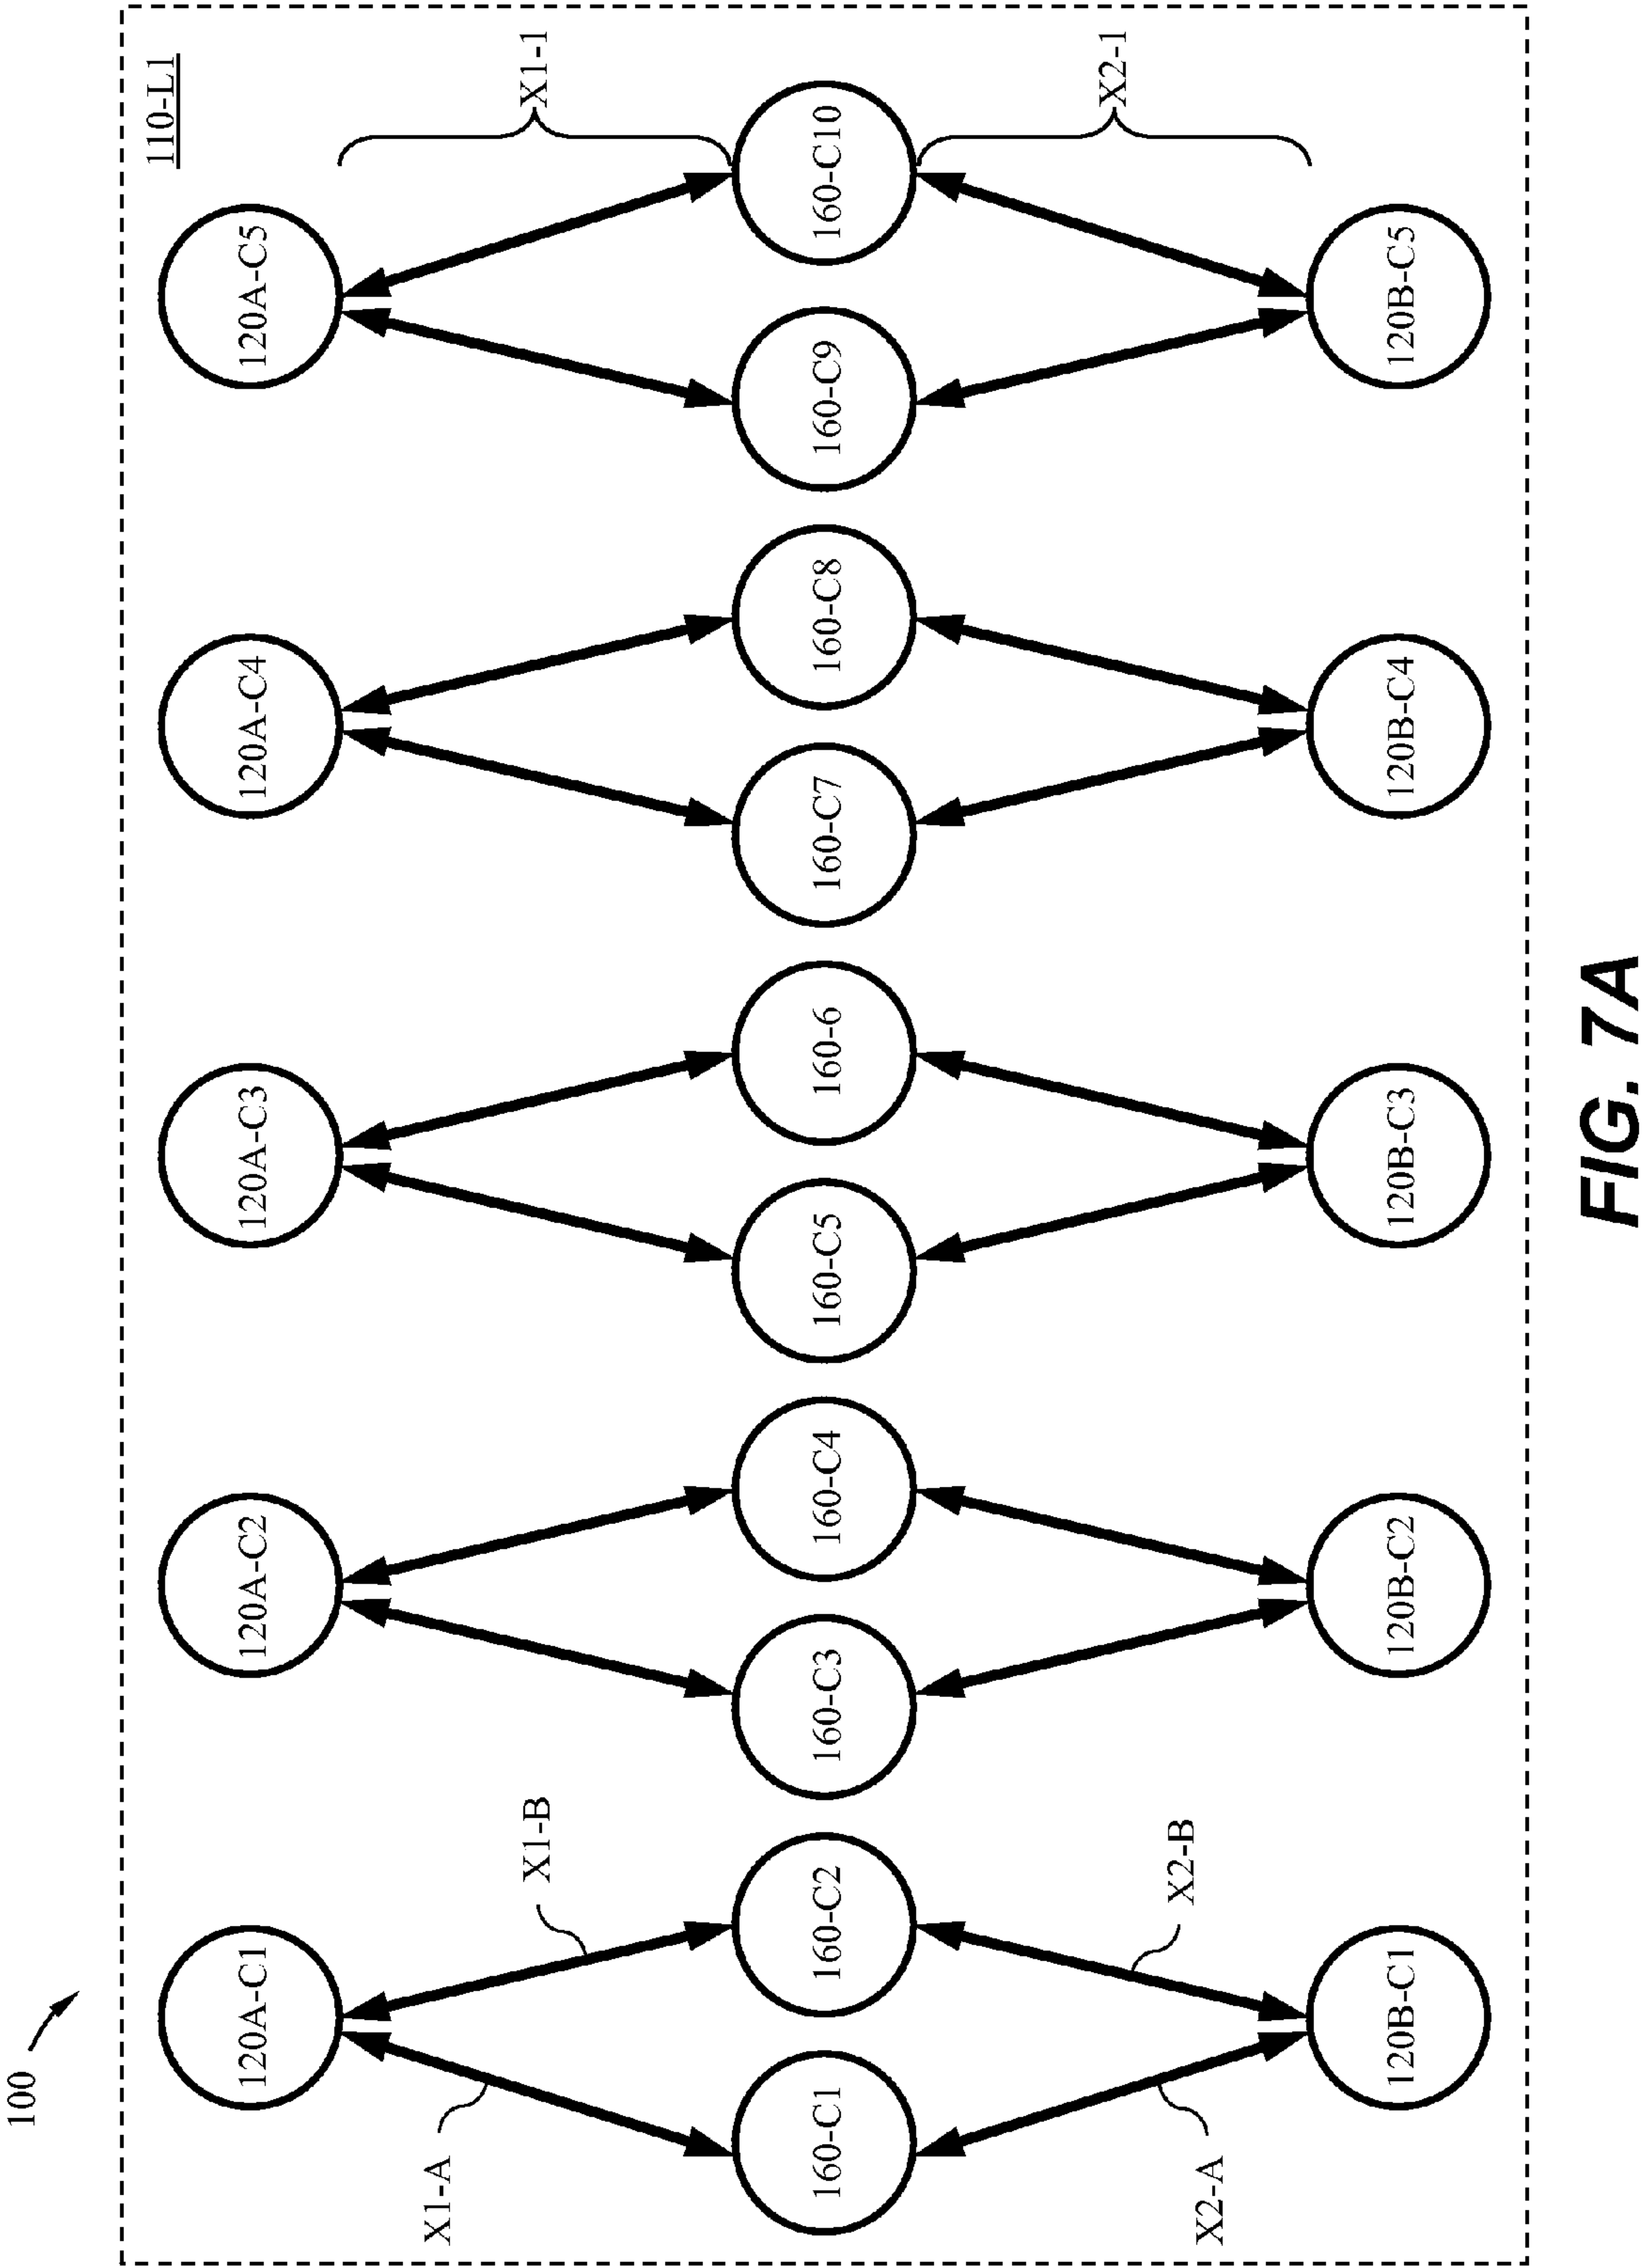 100
110-L1
120A-C1
120A-C2
120A-C3
120A-C4
120A-C5
X1-A
X1-B
X1-1
160-C1
160-C2
160-C3
160-C4
160-C5
160-6
160-C7
160-C8
160-C9
160-C10
X2-A
X2-B
X2-1
120B-C1
120B-C2
120B-C3
120B-C4
120B-C5
FIG. 7A